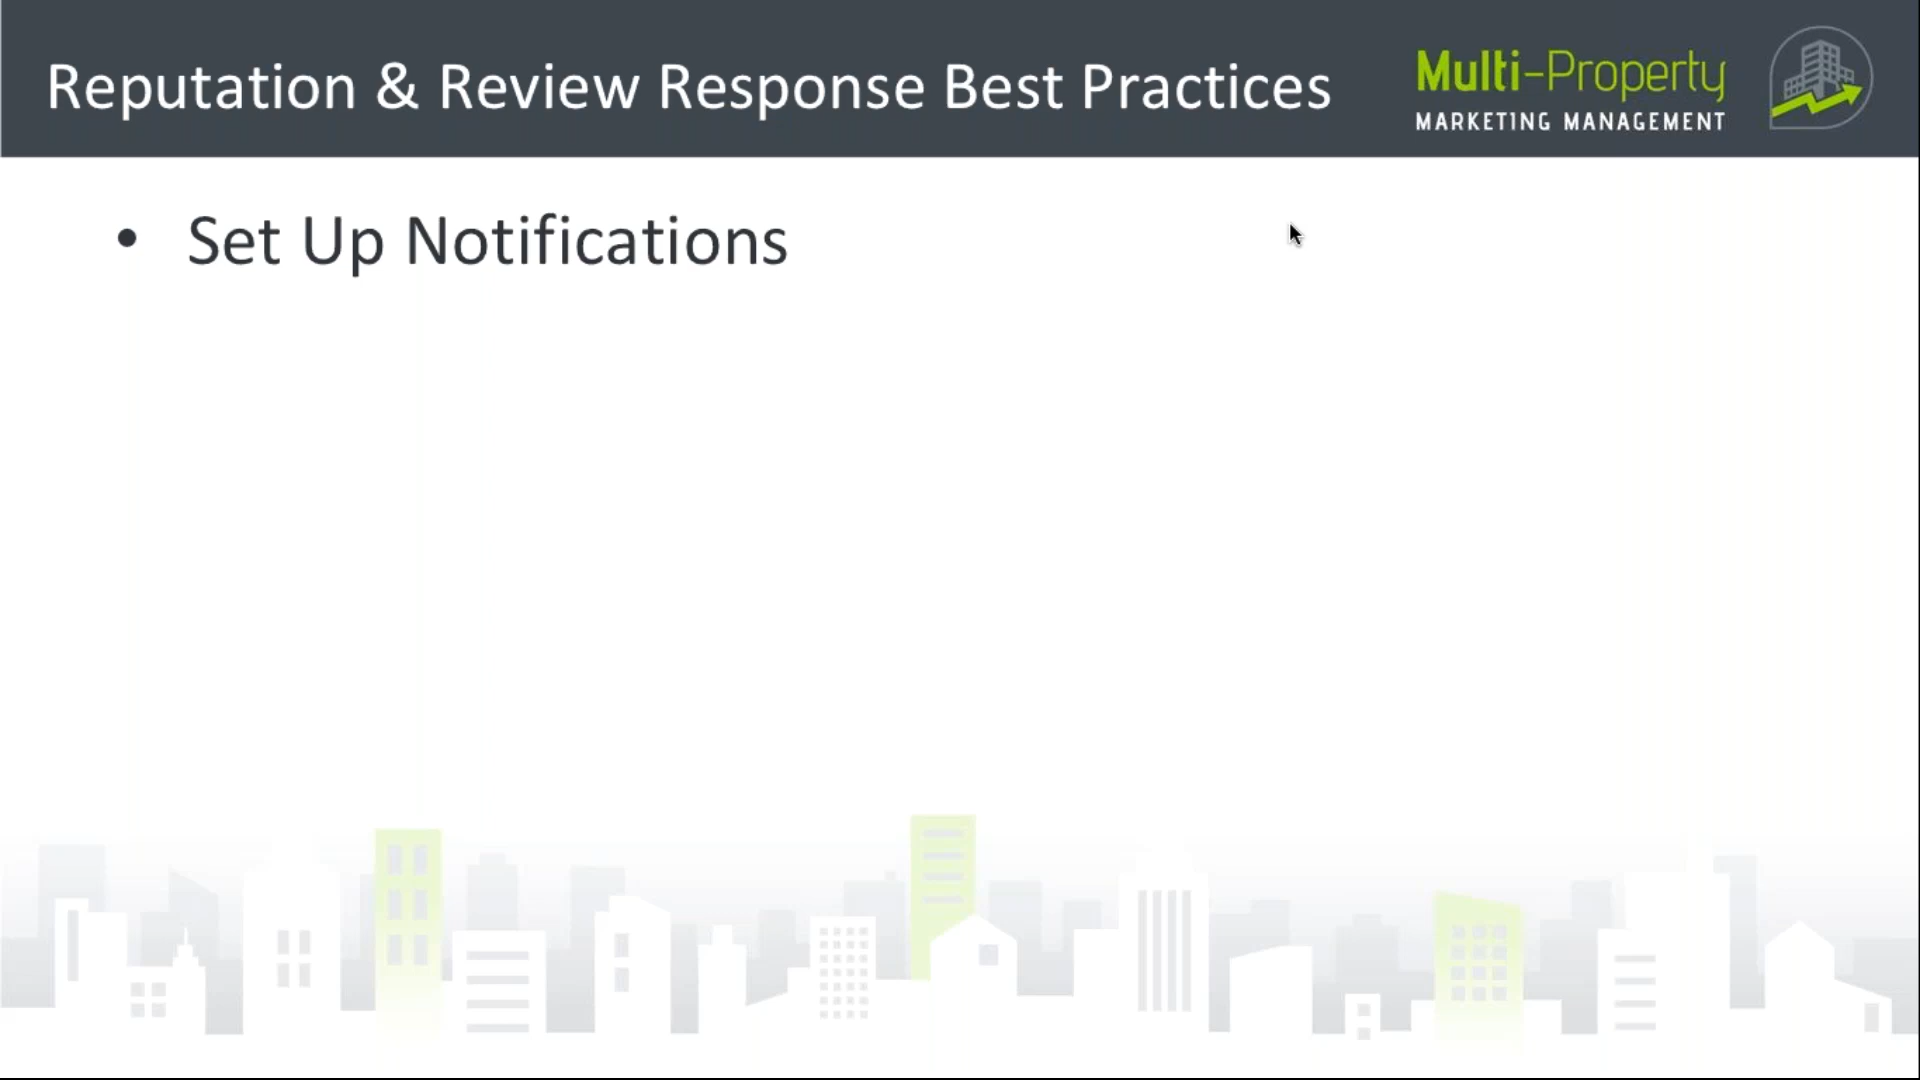 Reputation & Review Response Best Practices
Multi-Property
MARKETING MANAGEMENT
• Set Up Notifications